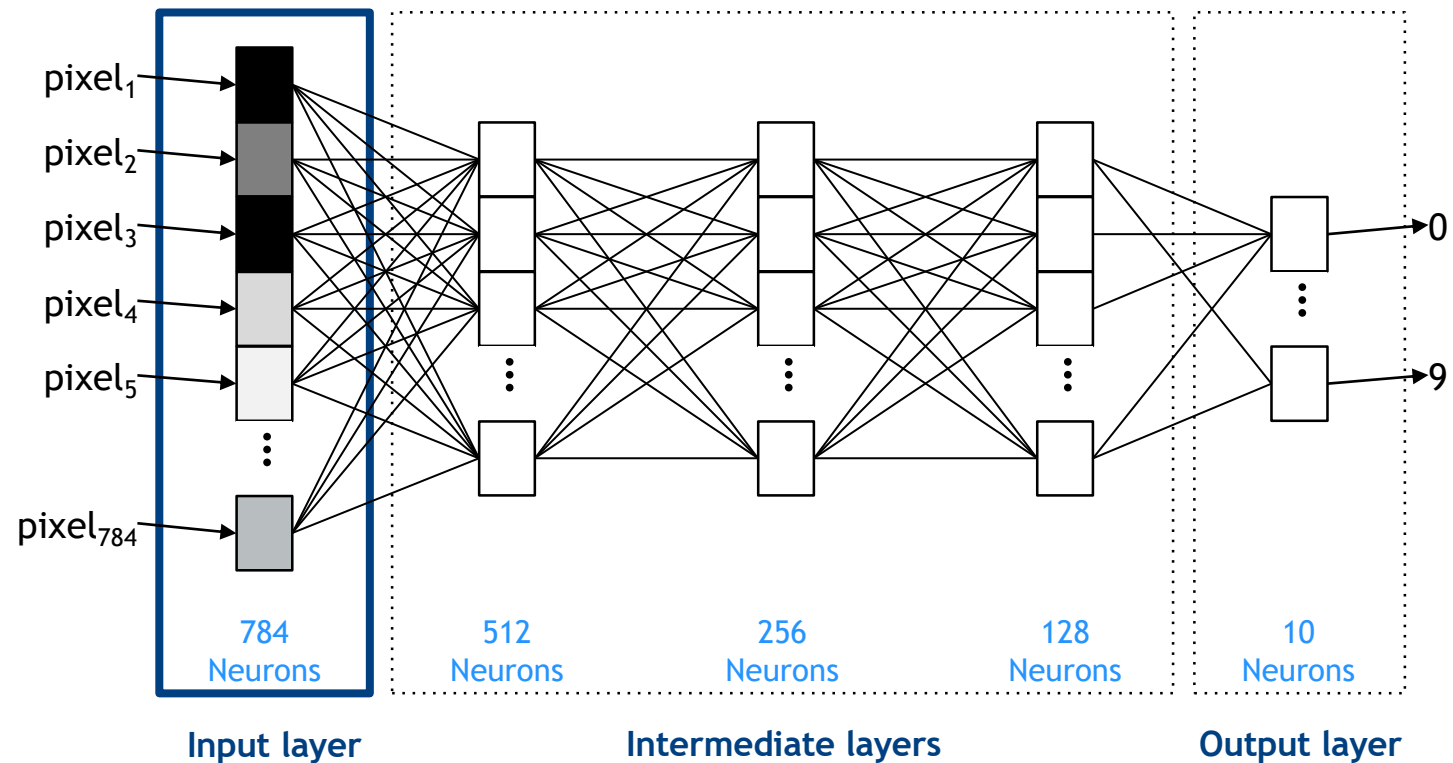 pixel₁
pixel₂
pixel₃
pixel₄
pixel₅
pixel₇₈₄
0
9
784
Neurons
512
Neurons
256
Neurons
128
Neurons
10
Neurons
Input layer
Intermediate layers
Output layer